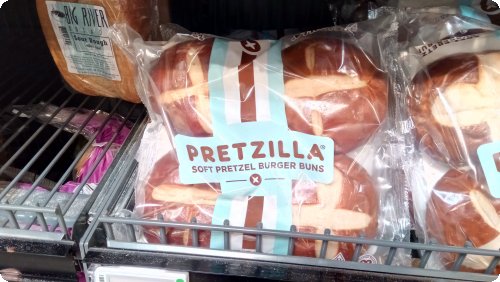 BIG RIVER
Sour Dough
PRETZILLA®
SOFT PRETZEL BURGER BUNS